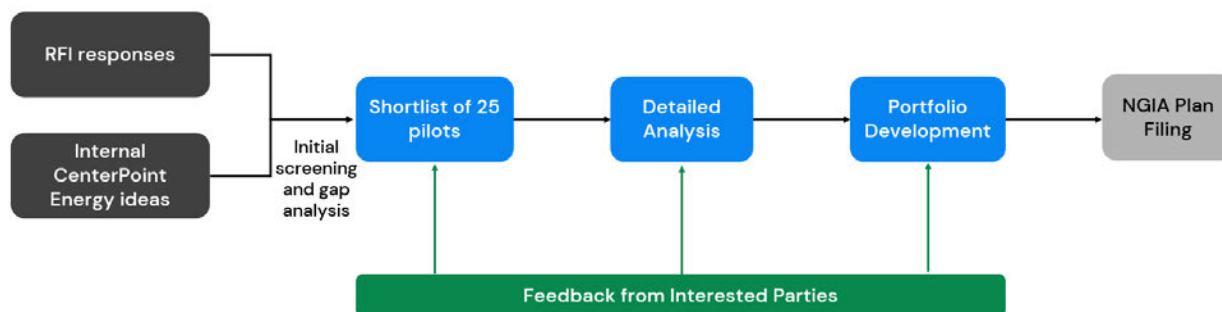 RFI responses
Internal
CenterPoint
Energy ideas
Initial
screening
and gap
analysis
Shortlist of 25
pilots
Detailed
Analysis
Portfolio
Development
NGIA Plan
Filing
Feedback from Interested Parties